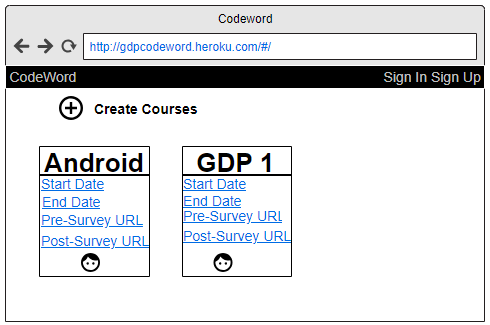 Codeword
http://gdpcodeword.heroku.com/#/
CodeWord Sign In Sign Up
Create Courses
Android
Start Date
End Date
Pre-Survey URL
Post-Survey URL
GDP 1
Start Date
End Date
Pre-Survey URL
Post-Survey URL